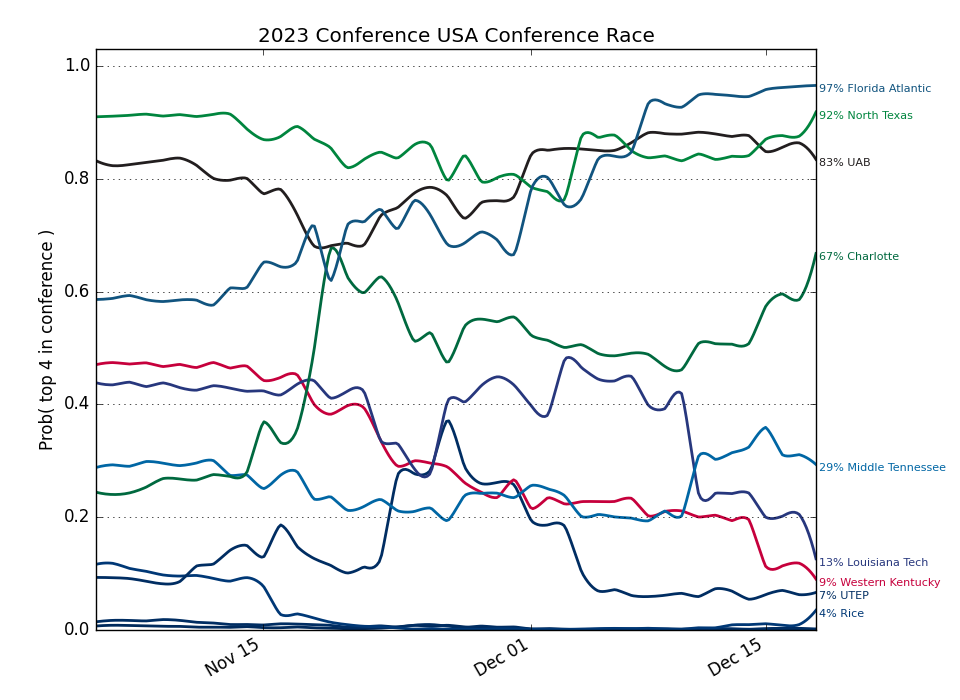 2023 Conference USA Conference Race
Prob( top 4 in conference )
1.0
0.8
0.6
0.4
0.2
0.0
Nov 15
Dec 01
Dec 15
97% Florida Atlantic
92% North Texas
83% UAB
67% Charlotte
29% Middle Tennessee
13% Louisiana Tech
9% Western Kentucky
7% UTEP
4% Rice